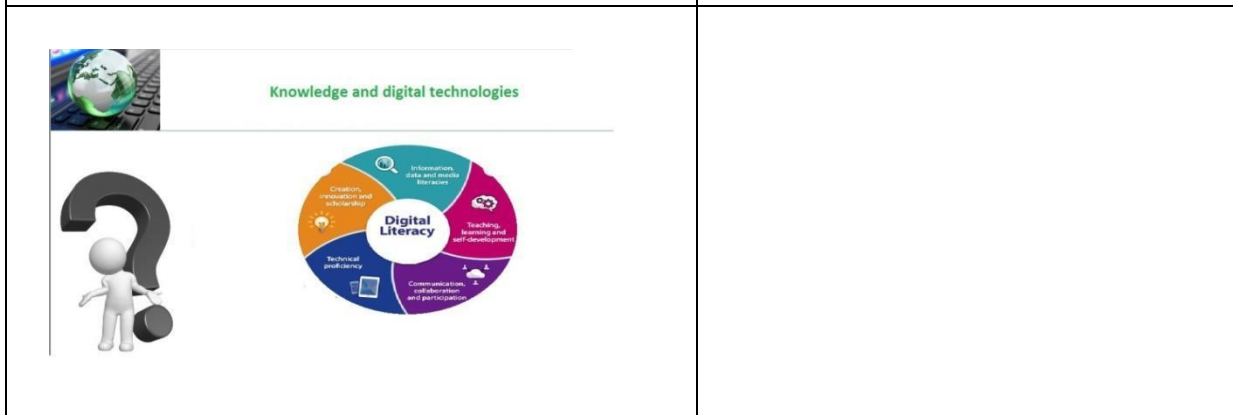 Knowledge and digital technologies
Information,
data and media
literacies
Creation,
innovation and
scholarship
Digital
Literacy
Teaching,
learning and
self-development
Technical
proficiency
Communication,
collaboration
and participation